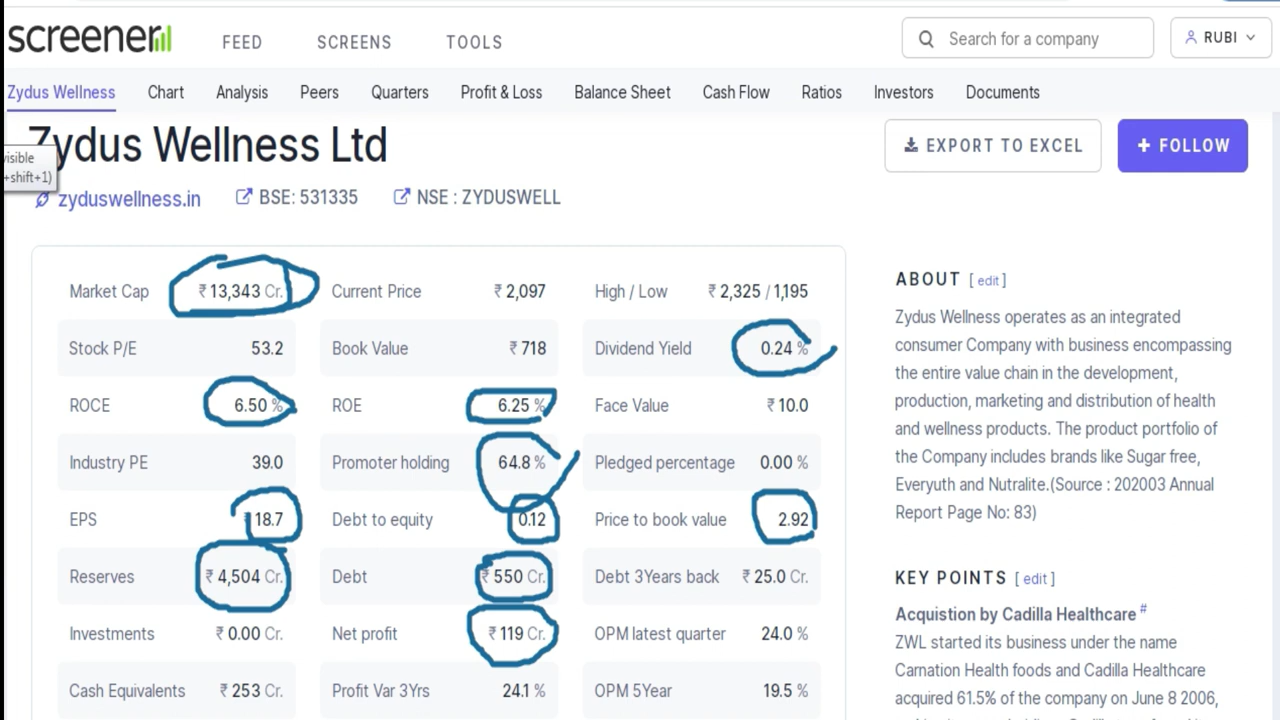 screener FEED SCREENS TOOLS Search for a company RUBI
Zydus Wellness Chart Analysis Peers Quarters Profit & Loss Balance Sheet Cash Flow Ratios Investors Documents
Zydus Wellness Ltd EXPORT TO EXCEL + FOLLOW
visible
+shift+1)
zyduswellness.in BSE: 531335 NSE : ZYDUSWELL
Market Cap ₹ 13,343 Cr. Current Price ₹ 2,097 High / Low ₹ 2,325 / 1,195
Stock P/E 53.2 Book Value ₹ 718 Dividend Yield 0.24 %
ROCE 6.50 % ROE 6.25 % Face Value ₹ 10.0
Industry PE 39.0 Promoter holding 64.8 % Pledged percentage 0.00 %
EPS ₹ 18.7 Debt to equity 0.12 Price to book value 2.92
Reserves ₹ 4,504 Cr. Debt ₹ 550 Cr. Debt 3Years back ₹ 25.0 Cr.
Investments ₹ 0.00 Cr. Net profit ₹ 119 Cr. OPM latest quarter 24.0 %
Cash Equivalents ₹ 253 Cr. Profit Var 3Yrs 24.1 % OPM 5Year 19.5 %
ABOUT [ edit ]
Zydus Wellness operates as an integrated
consumer Company with business encompassing
the entire value chain in the development,
production, marketing and distribution of health
and wellness products. The product portfolio of
the Company includes brands like Sugar free,
Everyuth and Nutralite.(Source : 202003 Annual
Report Page No: 83)
KEY POINTS [ edit ]
Acquistion by Cadilla Healthcare #
ZWL started its business under the name
Carnation Health foods and Cadilla Healthcare
acquired 61.5% of the company on June 8 2006,